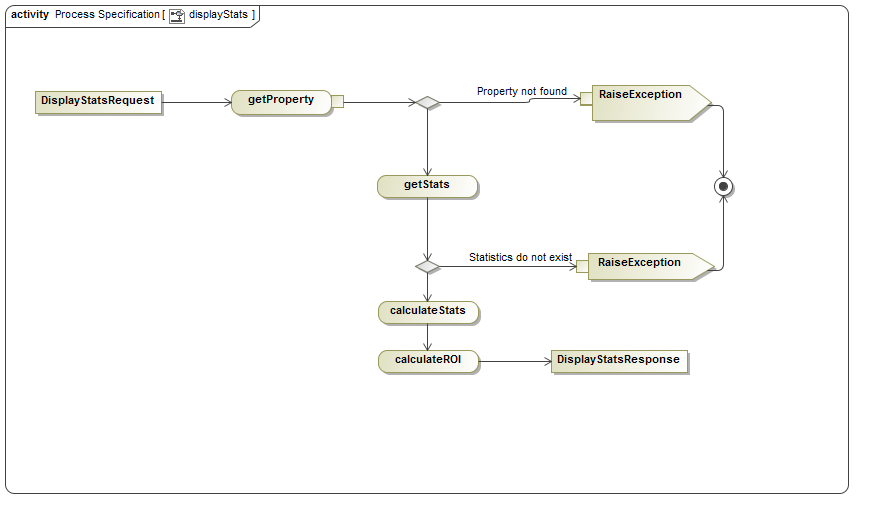 activity Process Specification [ displayStats ]
Property not found
DisplayStatsRequest
getProperty
RaiseException
getStats
Statistics do not exist
RaiseException
calculateStats
calculateROI
DisplayStatsResponse